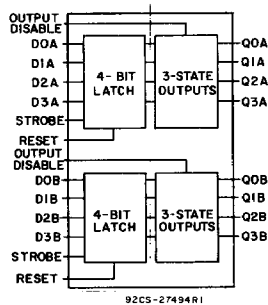 OUTPUT
DISABLE
D0A
D1A
D2A
D3A
STROBE
RESET
4-BIT
LATCH
3-STATE
OUTPUTS
Q0A
Q1A
Q2A
Q3A
OUTPUT
DISABLE
D0B
D1B
D2B
D3B
STROBE
RESET
4-BIT
LATCH
3-STATE
OUTPUTS
Q0B
Q1B
Q2B
Q3B
92CS-27494R1